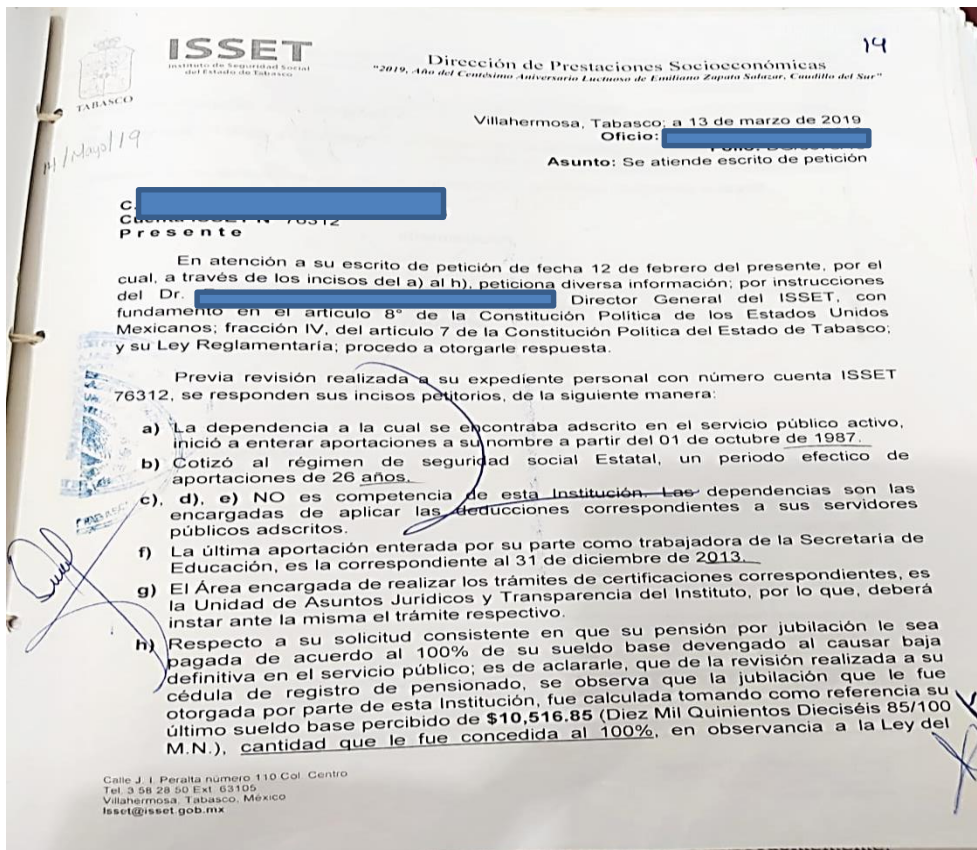 14
ISSET
Instituto de Seguridad Social
del Estado de Tabasco
TABASCO
Dirección de Prestaciones Socioeconómicas
"2019, Año del Centésimo Aniversario Luctuoso de Emiliano Zapata Salazar, Caudillo del Sur"
14/Mayo/19
Villahermosa, Tabasco; a 13 de marzo de 2019
Oficio:
Asunto: Se atiende escrito de petición
C.
Cuenta ISSET N° 76312
Presente
En atención a su escrito de petición de fecha 12 de febrero del presente, por el
cual, a través de los incisos del a) al h), peticiona diversa información; por instrucciones
del Dr. Director General del ISSET, con
fundamento en el artículo 8° de la Constitución Política de los Estados Unidos
Mexicanos; fracción IV, del artículo 7 de la Constitución Política del Estado de Tabasco;
y su Ley Reglamentaría; procedo a otorgarle respuesta.
Previa revisión realizada a su expediente personal con número cuenta ISSET
76312, se responden sus incisos petitorios, de la siguiente manera:
a) La dependencia a la cual se encontraba adscrito en el servicio público activo,
inició a enterar aportaciones a su nombre a partir del 01 de octubre de 1987.
b) Cotizó al régimen de seguridad social Estatal, un periodo efectico de
aportaciones de 26 años.
c), d), e) NO es competencia de esta Institución. Las dependencias son las
encargadas de aplicar las deducciones correspondientes a sus servidores
públicos adscritos.
f) La última aportación enterada por su parte como trabajadora de la Secretaría de
Educación, es la correspondiente al 31 de diciembre de 2013.
g) El Área encargada de realizar los trámites de certificaciones correspondientes, es
la Unidad de Asuntos Jurídicos y Transparencia del Instituto, por lo que, deberá
instar ante la misma el trámite respectivo.
h) Respecto a su solicitud consistente en que su pensión por jubilación le sea
pagada de acuerdo al 100% de su sueldo base devengado al causar baja
definitiva en el servicio público; es de aclararle, que de la revisión realizada a su
cédula de registro de pensionado, se observa que la jubilación que le fue
otorgada por parte de esta Institución, fue calculada tomando como referencia su
último sueldo base percibido de $10,516.85 (Diez Mil Quinientos Dieciséis 85/100
M.N.), cantidad que le fue concedida al 100%, en observancia a la Ley del
Calle J. I. Peralta número 110 Col. Centro
Tel. 3 58 28 50 Ext. 63105
Villahermosa, Tabasco, México
Isset@isset.gob.mx